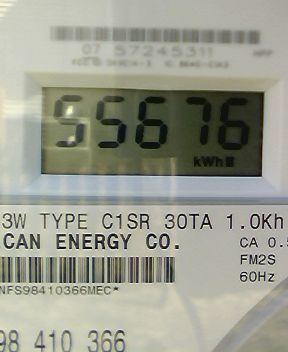 07 57245311
55676
kWh
3W TYPE C1SR 30TA 1.0Kh
CAN ENERGY CO.
CA 0.5
FM2S
60Hz
NFS98410366MEC*
98 410 366